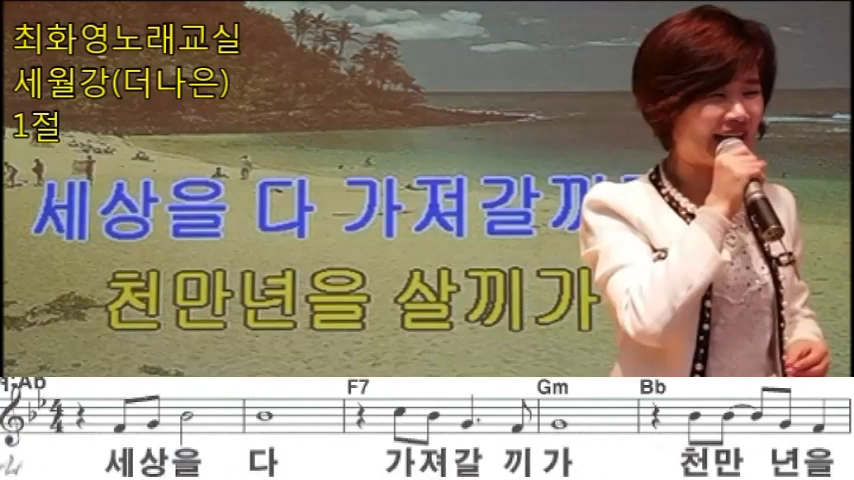 최화영노래교실
세월강(더나은)
1절
세상을 다 가져갈끼
천만년을 살끼가
F7 Gm Bb
4 4
세상을 다 가져갈 끼 가 천만 년을